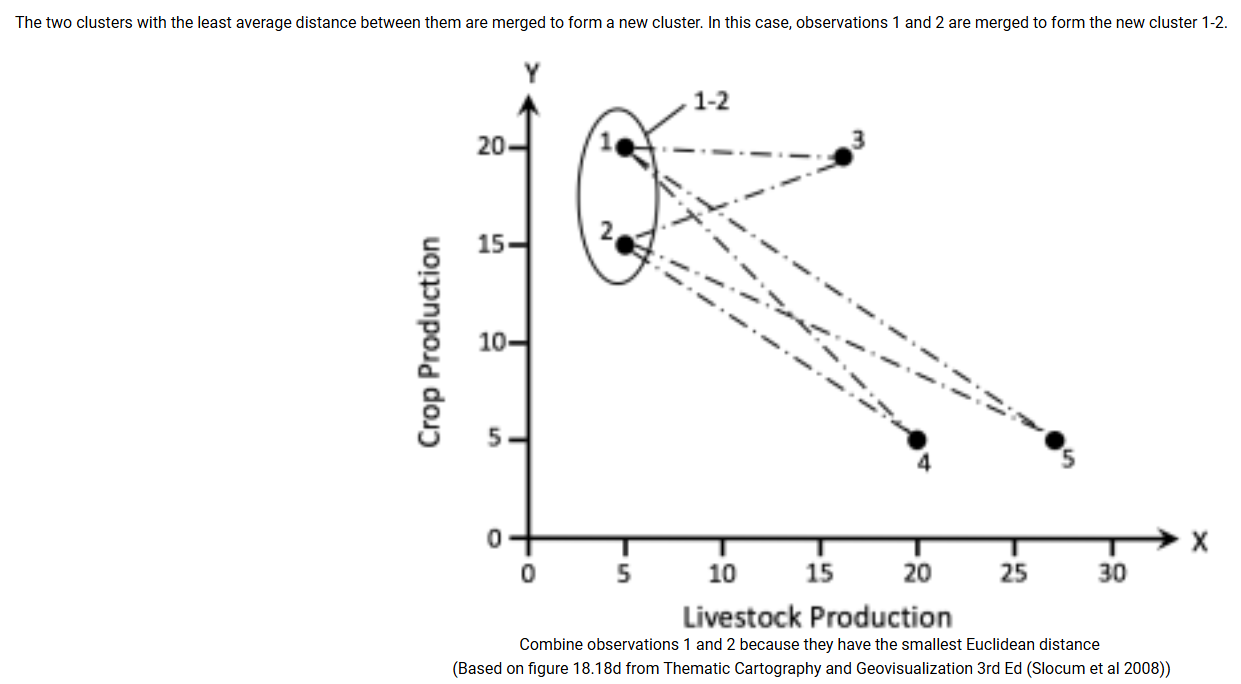 The two clusters with the least average distance between them are merged to form a new cluster. In this case, observations 1 and 2 are merged to form the new cluster 1-2.
Y
1-2
20
1
3
15
2
Crop Production
10
5
4
5
0
X
0 5 10 15 20 25 30
Livestock Production
Combine observations 1 and 2 because they have the smallest Euclidean distance
(Based on figure 18.18d from Thematic Cartography and Geovisualization 3rd Ed (Slocum et al 2008))